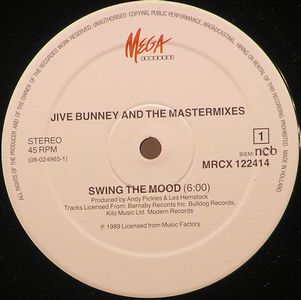 ALL RIGHTS OF THE PRODUCER AND OF THE OWNER OF THE RECORDED WORK RESERVED. UNAUTHORISED COPYING, PUBLIC PERFORMANCE, BROADCASTING, HIRING OR RENTAL OF THIS RECORDING PROHIBITED. MADE IN HOLLAND
MEGA
RECORDS
JIVE BUNNEY AND THE MASTERMIXES
STEREO
45 RPM
(08-024965-1)
1
BIEM/ncb
MRCX 122414
SWING THE MOOD (6:00)
Produced by Andy Pickles & Les Hemstock
Tracks Licensed From: Barnaby Records Inc. Bulldog Records,
Kilo Music Ltd. Modern Records
℗ 1989 Licensed from Music Factory